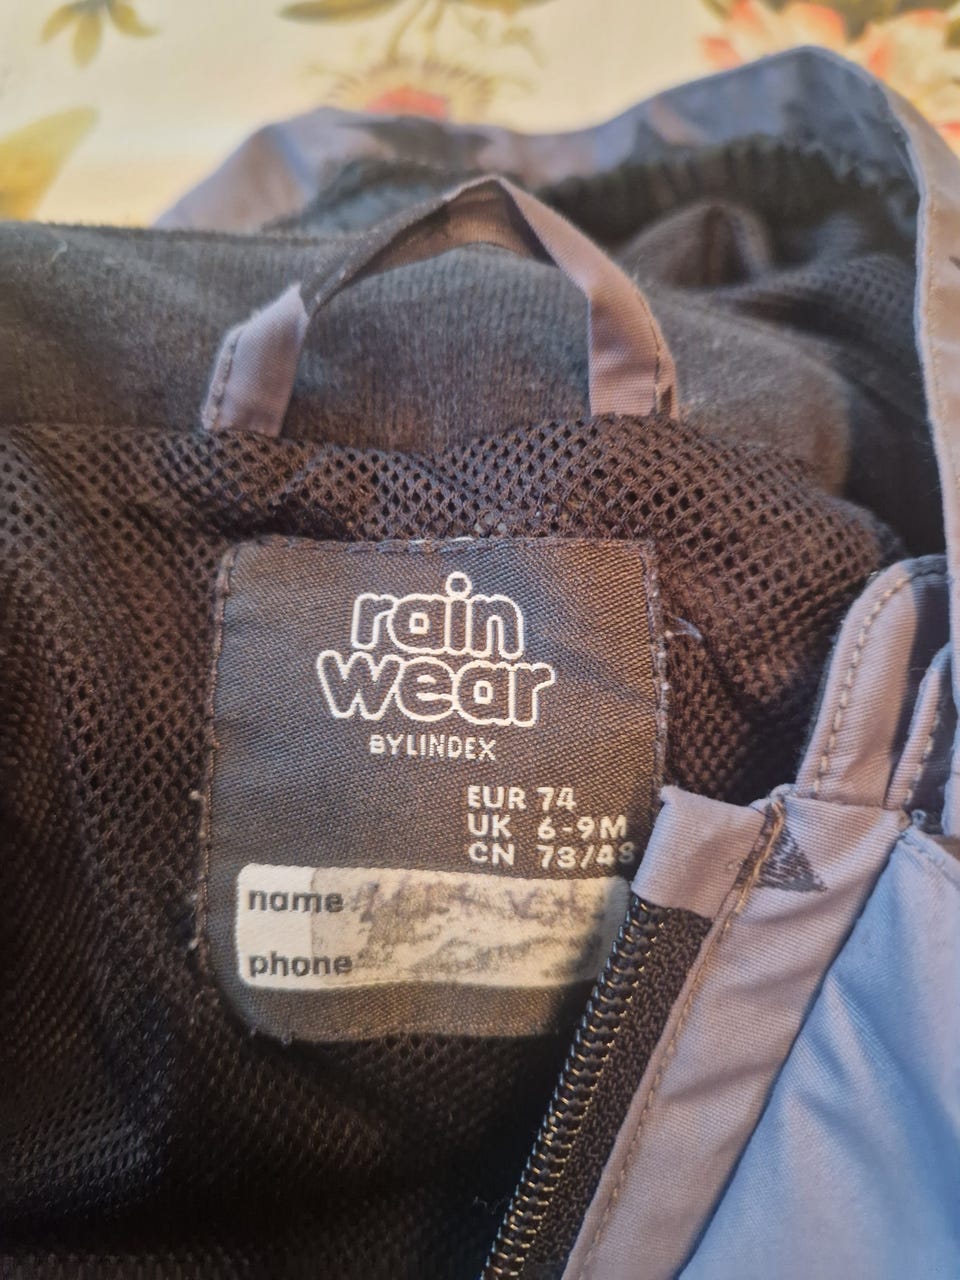 rain
wear
BYLINDEX
EUR 74
UK 6-9M
CN 73/48
name
phone